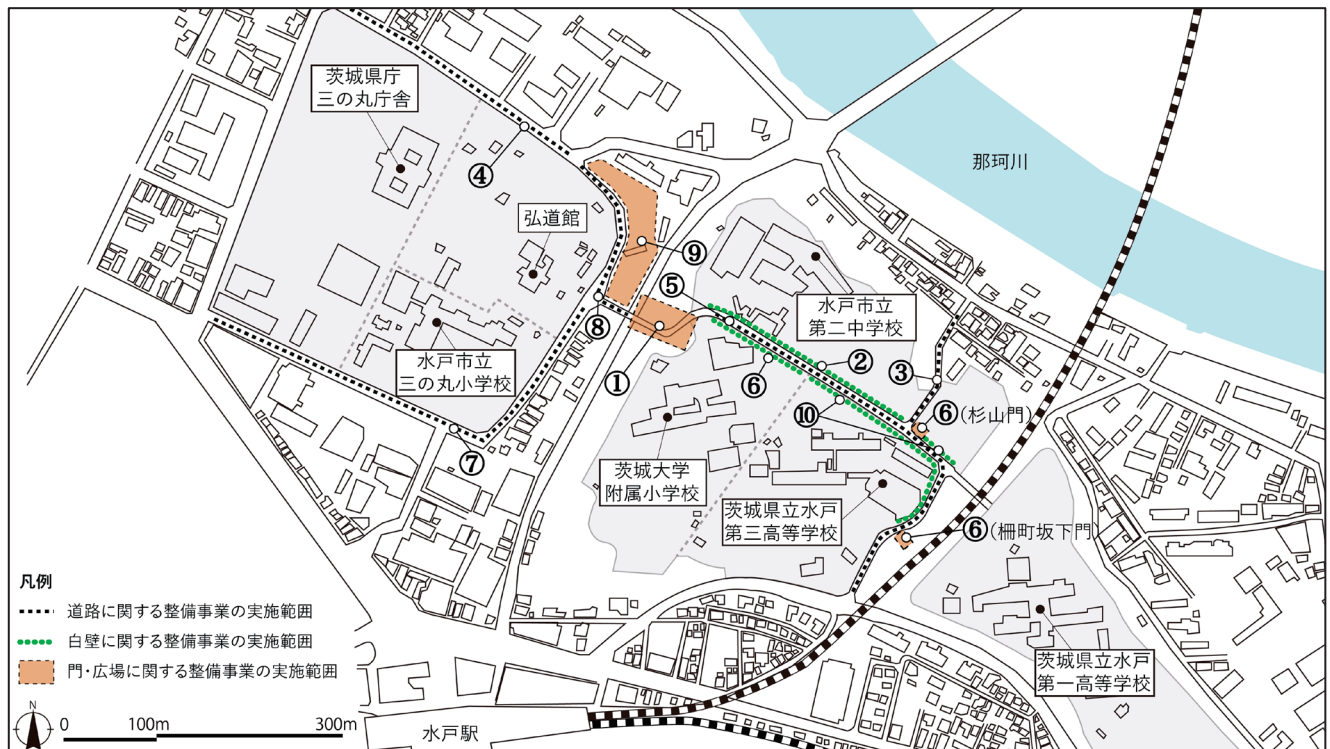 茨城県庁
三の丸庁舎
那珂川
④
弘道館
⑨
⑤
水戸市立
第二中学校
⑧
水戸市立
三の丸小学校
①
⑥
②
③
⑩
⑥(杉山門)
⑦
茨城大学
附属小学校
茨城県立水戸
第三高等学校
⑥(柵町坂下門)
凡例
道路に関する整備事業の実施範囲
白壁に関する整備事業の実施範囲
門・広場に関する整備事業の実施範囲
茨城県立水戸
第一高等学校
N
0 100m 300m
水戸駅